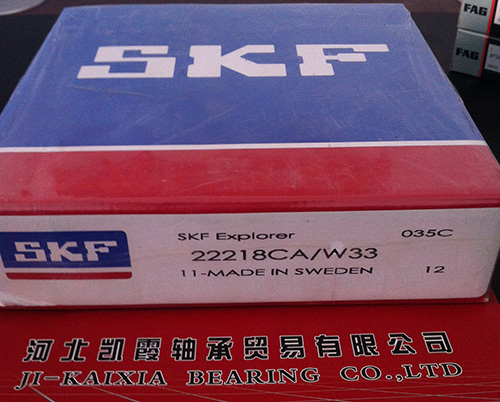 SKF
FAG
FAG
SKF
SKF Explorer
035C
22218CA/W33
11-MADE IN SWEDEN
12
河北凯霞轴承贸易有限公司
JI-KAIXIA BEARING CO.,LTD